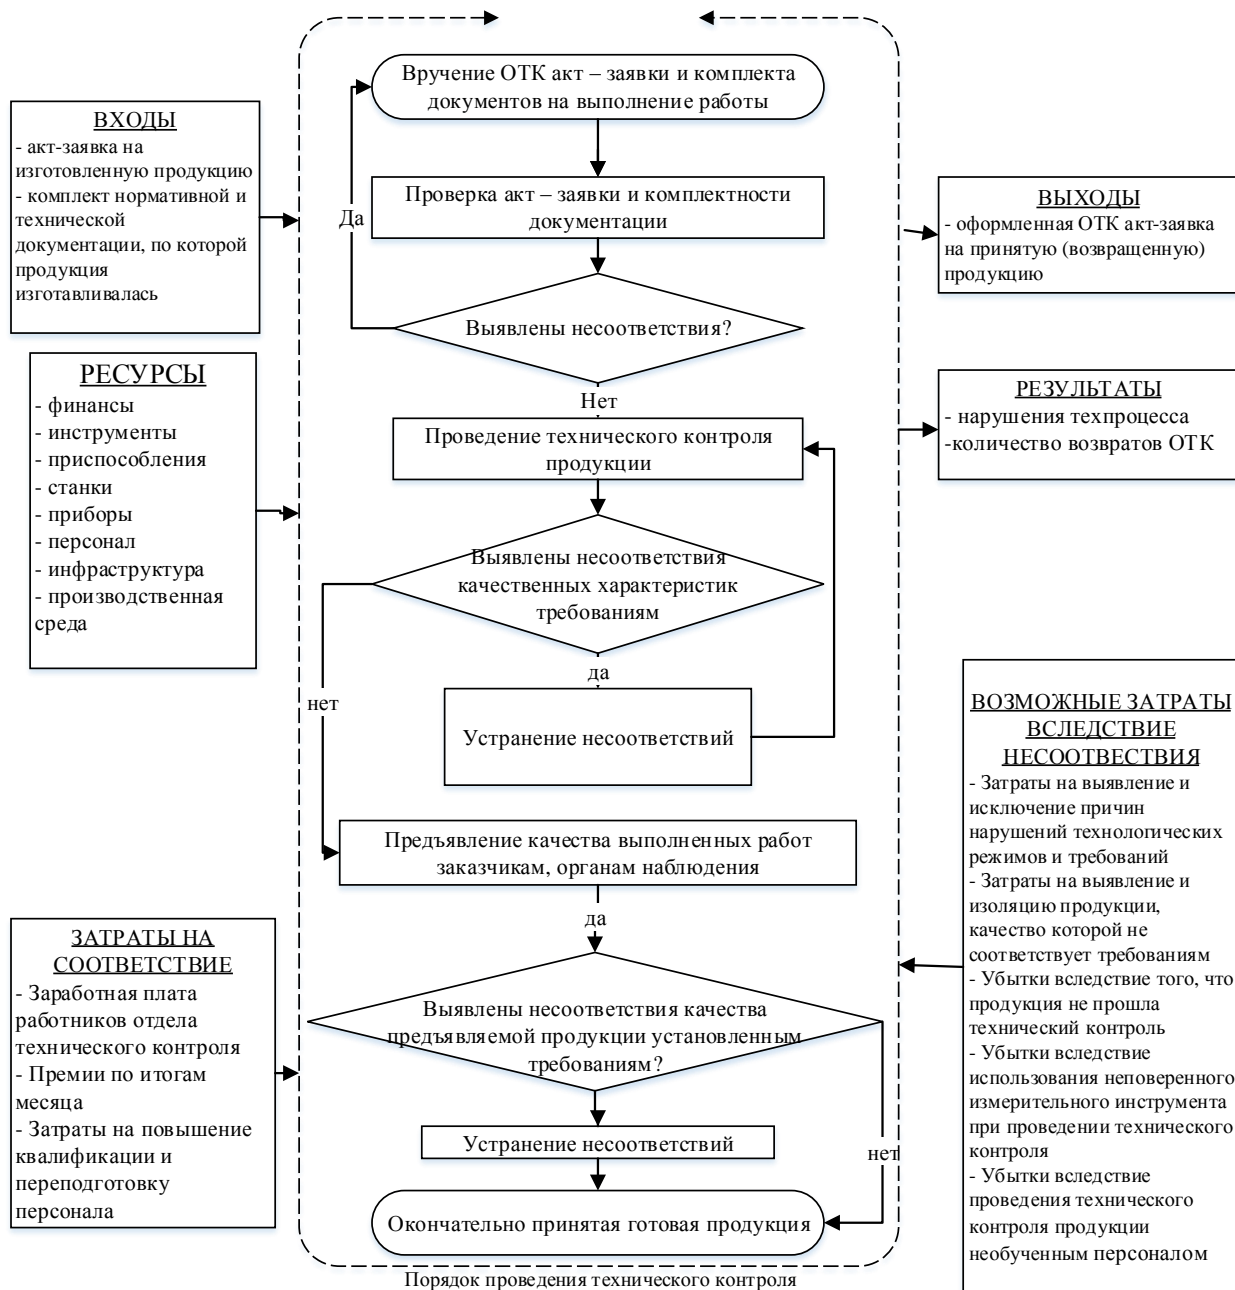 Вручение ОТК акт – заявки и комплекта
документов на выполнение работы
ВХОДЫ
- акт-заявка на
изготовленную продукцию
- комплект нормативной и
технической
документации, по которой
продукция
изготавливалась
Да
Проверка акт – заявки и комплектности
документации
ВЫХОДЫ
- оформленная ОТК акт-заявка
на принятую (возвращенную)
продукцию
Выявлены несоответствия?
РЕСУРСЫ
- финансы
- инструменты
- приспособления
- станки
- приборы
- персонал
- инфраструктура
- производственная
среда
Нет
РЕЗУЛЬТАТЫ
- нарушения техпроцесса
-количество возвратов ОТК
Проведение технического контроля
продукции
Выявлены несоответствия
качественных характеристик
требованиям
да
нет
Устранение несоответствий
ВОЗМОЖНЫЕ ЗАТРАТЫ
ВСЛЕДСТВИЕ
НЕСООТВЕСТВИЯ
- Затраты на выявление и
исключение причин
нарушений технологических
режимов и требований
- Затраты на выявление и
изоляцию продукции,
качество которой не
соответствует требованиям
- Убытки вследствие того, что
продукция не прошла
технический контроль
- Убытки вследствие
использования неповеренного
измерительного инструмента
при проведении технического
контроля
- Убытки вследствие
проведения технического
контроля продукции
необученным персоналом
Предъявление качества выполненных работ
заказчикам, органам наблюдения
да
ЗАТРАТЫ НА
СООТВЕТСТВИЕ
- Заработная плата
работников отдела
технического контроля
- Премии по итогам
месяца
- Затраты на повышение
квалификации и
переподготовку
персонала
Выявлены несоответствия качества
предъявляемой продукции установленным
требованиям?
Устранение несоответствий
нет
Окончательно принятая готовая продукция
Порядок проведения технического контроля